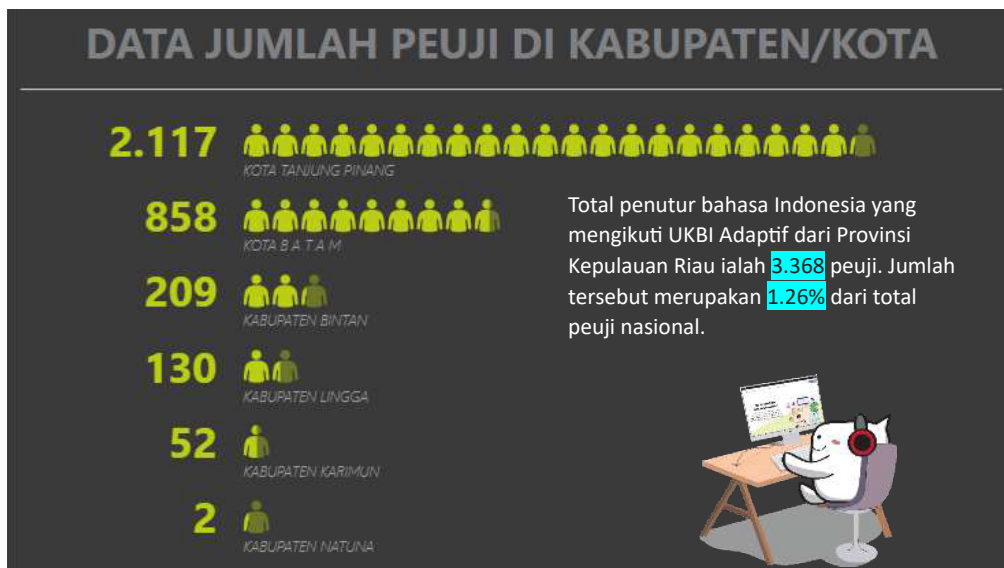 DATA JUMLAH PEUJI DI KABUPATEN/KOTA
2.117
KOTA TANJUNG PINANG
858
KOTA B A T A M
209
KABUPATEN BINTAN
130
KABUPATEN LINGGA
52
KABUPATEN KARIMUN
2
KABUPATEN NATUNA
Total penutur bahasa Indonesia yang
mengikuti UKBI Adaptif dari Provinsi
Kepulauan Riau ialah 3.368 peuji. Jumlah
tersebut merupakan 1.26% dari total
peuji nasional.